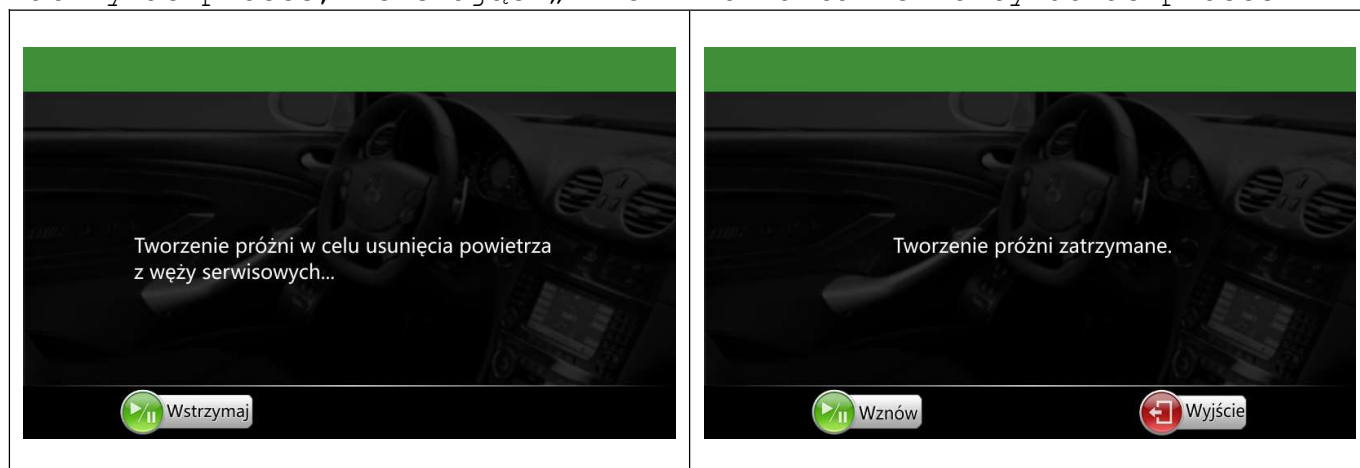 Tworzenie próżni w celu usunięcia powietrza
z węży serwisowych...
Wstrzymaj
Tworzenie próżni zatrzymane.
Wznów
Wyjście